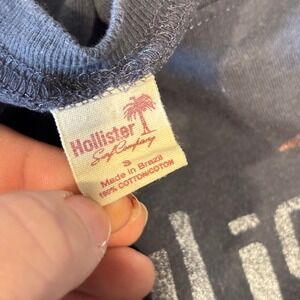 Hollister
Surf Company
S
Made in Brazil
100% COTTON/COTON